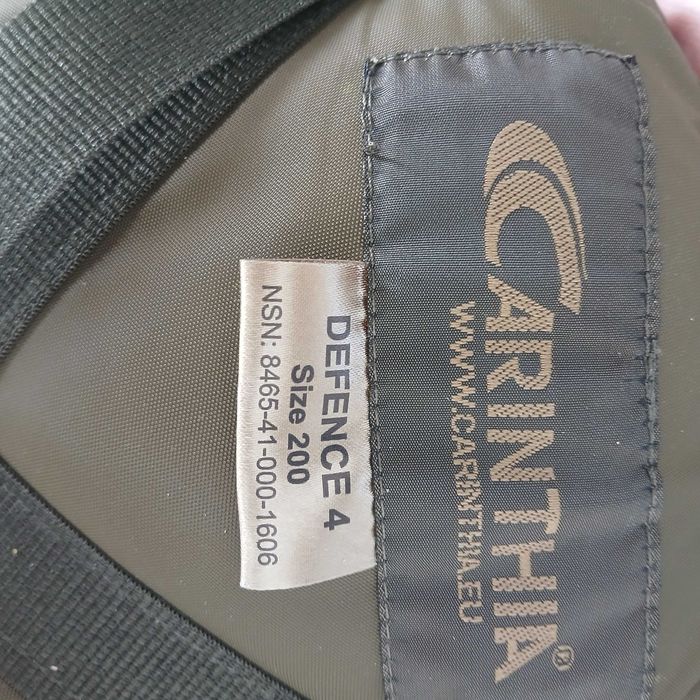 CARINTHIA®
WWW.CARINTHIA.EU
DEFENCE 4
Size 200
NSN: 8465-41-000-1606